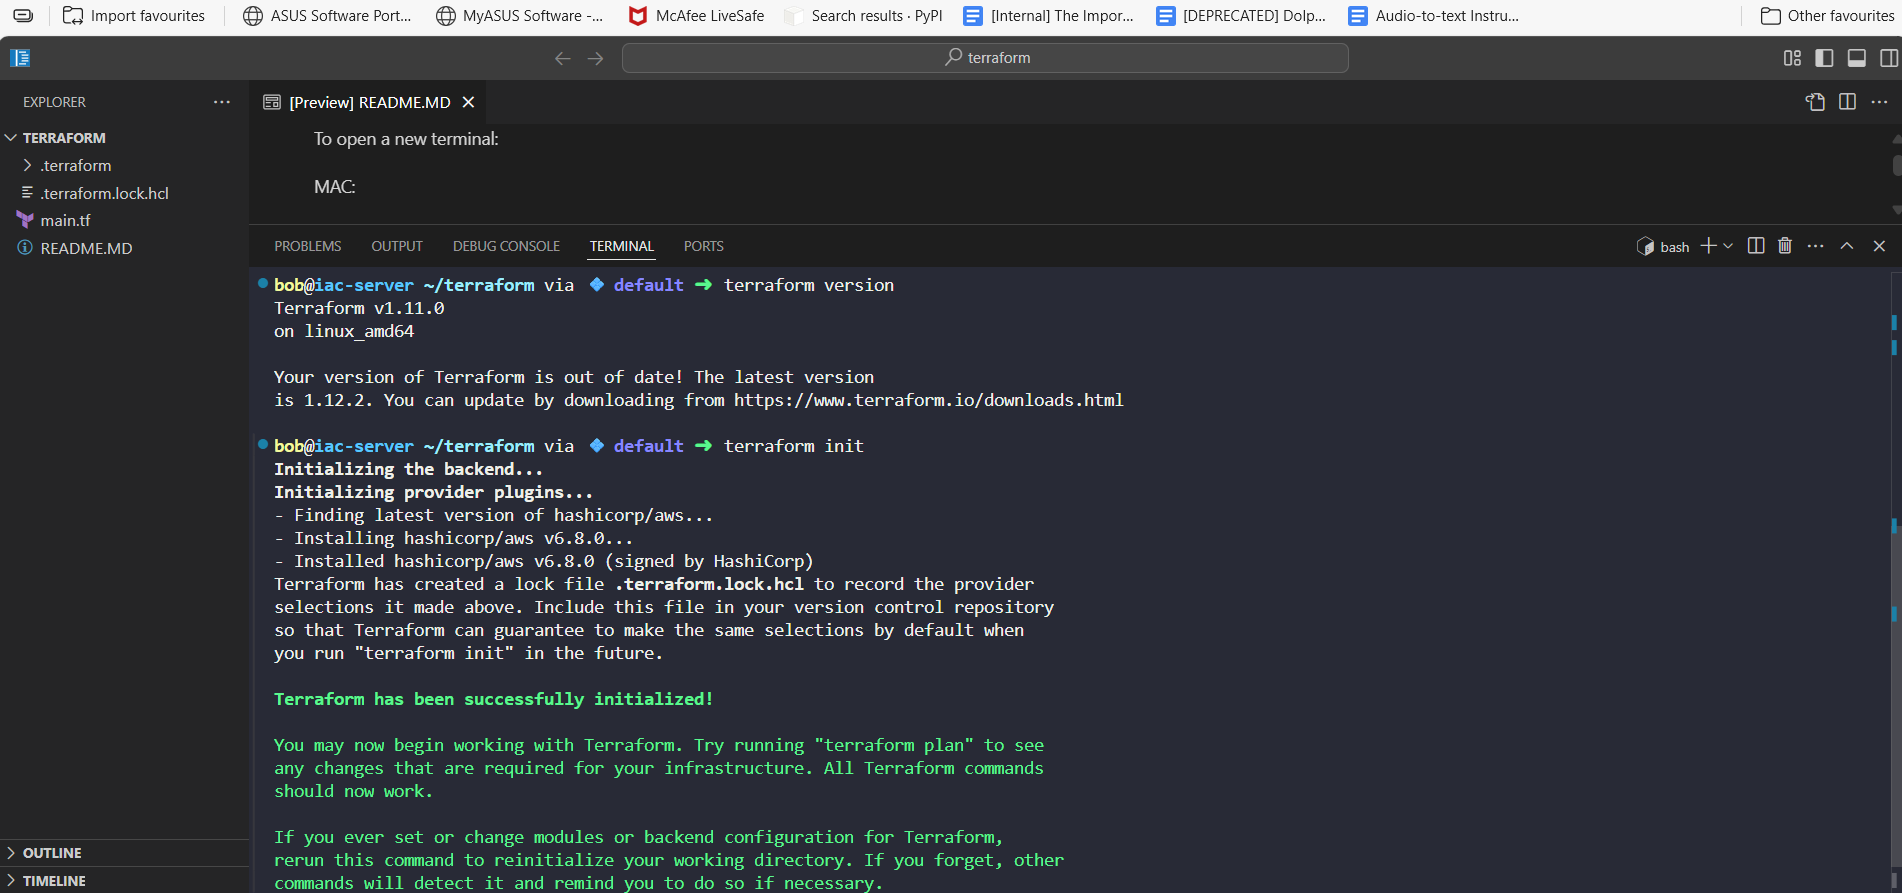 Import favourites
ASUS Software Port...
MyASUS Software -...
McAfee LiveSafe
Search results · PyPI
[Internal] The Impor...
[DEPRECATED] Dolp...
Audio-to-text Instru...
Other favourites
terraform
EXPLORER
TERRAFORM
.terraform
.terraform.lock.hcl
main.tf
README.MD
OUTLINE
TIMELINE
[Preview] README.MD
To open a new terminal:
MAC:
PROBLEMS OUTPUT DEBUG CONSOLE TERMINAL PORTS
bash
bob@iac-server ~/terraform via default ➜ terraform version
Terraform v1.11.0
on linux_amd64
Your version of Terraform is out of date! The latest version
is 1.12.2. You can update by downloading from https://www.terraform.io/downloads.html
bob@iac-server ~/terraform via default ➜ terraform init
Initializing the backend...
Initializing provider plugins...
- Finding latest version of hashicorp/aws...
- Installing hashicorp/aws v6.8.0...
- Installed hashicorp/aws v6.8.0 (signed by HashiCorp)
Terraform has created a lock file .terraform.lock.hcl to record the provider
selections it made above. Include this file in your version control repository
so that Terraform can guarantee to make the same selections by default when
you run "terraform init" in the future.
Terraform has been successfully initialized!
You may now begin working with Terraform. Try running "terraform plan" to see
any changes that are required for your infrastructure. All Terraform commands
should now work.
If you ever set or change modules or backend configuration for Terraform,
rerun this command to reinitialize your working directory. If you forget, other
commands will detect it and remind you to do so if necessary.